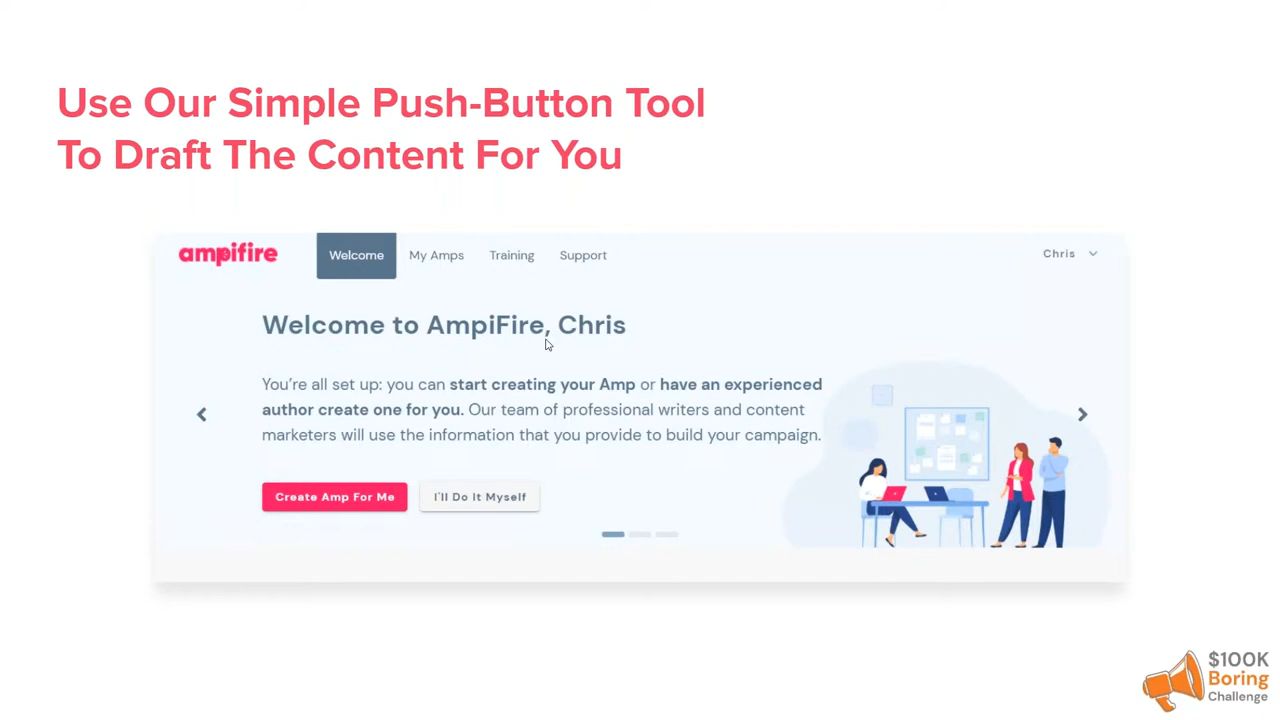 Use Our Simple Push-Button Tool
To Draft The Content For You
ampifire
Welcome
My Amps
Training
Support
Chris
Welcome to AmpiFire, Chris
You're all set up: you can start creating your Amp or have an experienced
author create one for you. Our team of professional writers and content
marketers will use the information that you provide to build your campaign.
Create Amp For Me
I'll Do It Myself
$100K
Boring
Challenge